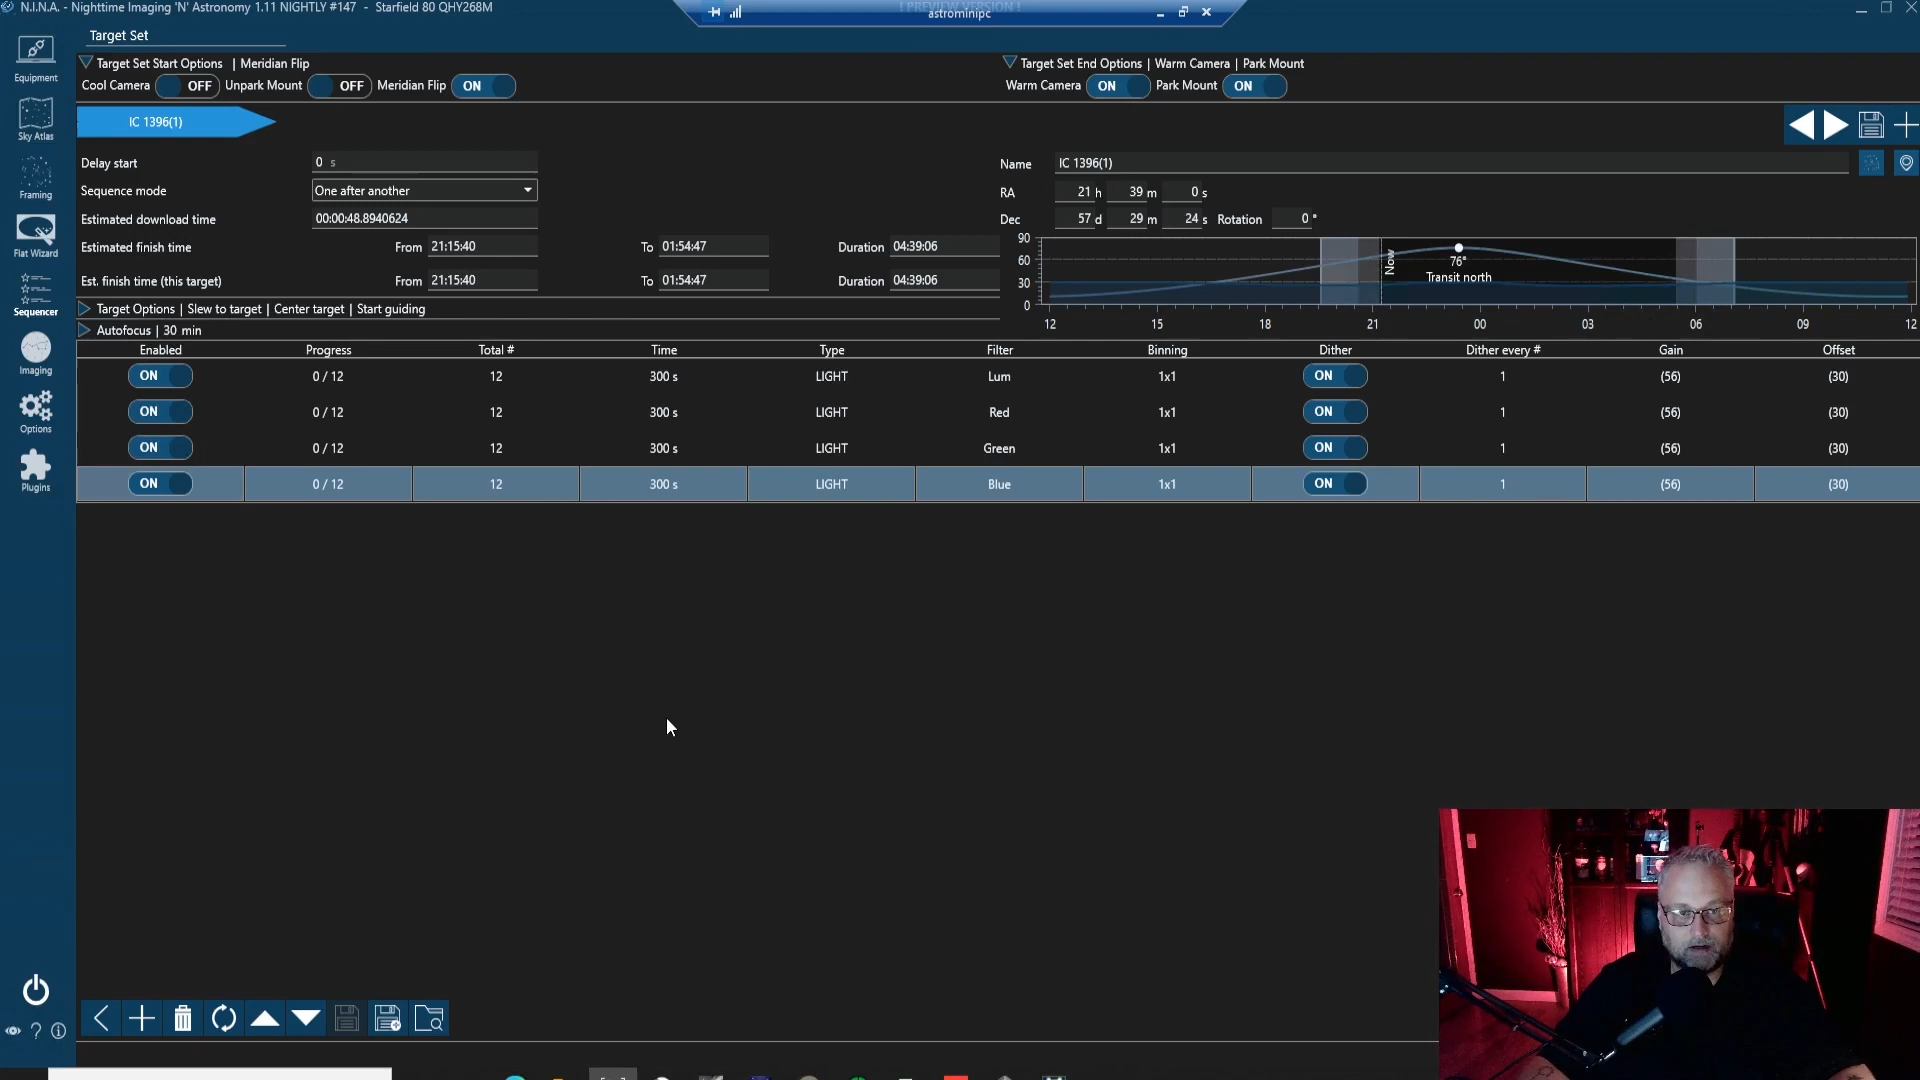 N.I.N.A. - Nighttime Imaging 'N' Astronomy 1.11 NIGHTLY #147 - Starfield 80 QHY268M
! PREVIEW VERSION !
astrominipc
Target Set
Target Set Start Options | Meridian Flip
Target Set End Options | Warm Camera | Park Mount
Cool Camera OFF Unpark Mount OFF Meridian Flip ON
Warm Camera ON Park Mount ON
IC 1396(1)
Delay start 0 s
Name IC 1396(1)
Sequence mode One after another
RA 21 h 39 m 0 s
Estimated download time 00:00:48.8940624
Dec 57 d 29 m 24 s Rotation 0 °
Estimated finish time From 21:15:40 To 01:54:47 Duration 04:39:06
Est. finish time (this target) From 21:15:40 To 01:54:47 Duration 04:39:06
90
60
30
0
Now
76°
Transit north
12 15 18 21 00 03 06 09 12
Target Options | Slew to target | Center target | Start guiding
Autofocus | 30 min
Enabled Progress Total # Time Type Filter Binning Dither Dither every # Gain Offset
ON 0 / 12 12 300 s LIGHT Lum 1x1 ON 1 (56) (30)
ON 0 / 12 12 300 s LIGHT Red 1x1 ON 1 (56) (30)
ON 0 / 12 12 300 s LIGHT Green 1x1 ON 1 (56) (30)
ON 0 / 12 12 300 s LIGHT Blue 1x1 ON 1 (56) (30)
Equipment
Sky Atlas
Framing
Flat Wizard
Sequencer
Imaging
Options
Plugins